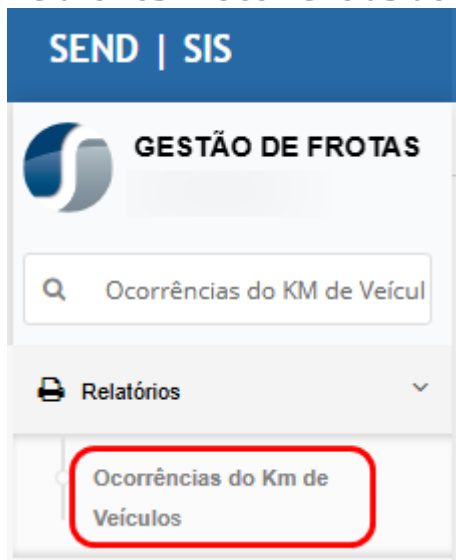 SEND | SIS
GESTÃO DE FROTAS
Ocorrências do KM de Veícul
Relatórios
Ocorrências do Km de
Veículos